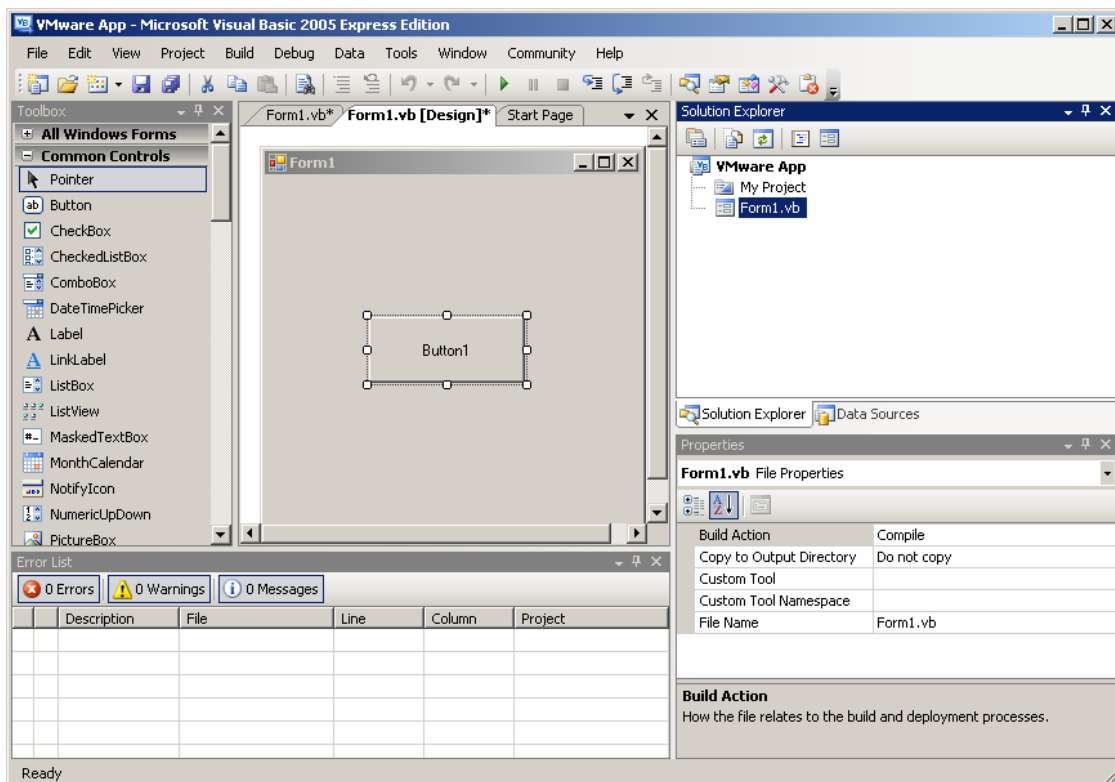 VMware App - Microsoft Visual Basic 2005 Express Edition
File Edit View Project Build Debug Data Tools Window Community Help
Toolbox
All Windows Forms
Common Controls
Pointer
Button
CheckBox
CheckedListBox
ComboBox
DateTimePicker
Label
LinkLabel
ListBox
ListView
MaskedTextBox
MonthCalendar
NotifyIcon
NumericUpDown
PictureBox
Form1.vb* Form1.vb [Design]* Start Page
Form1
Button1
Solution Explorer
VMware App
My Project
Form1.vb
Solution Explorer Data Sources
Properties
Form1.vb File Properties
Build Action Compile
Copy to Output Directory Do not copy
Custom Tool
Custom Tool Namespace
File Name Form1.vb
Build Action
How the file relates to the build and deployment processes.
Error List
0 Errors 0 Warnings 0 Messages
Description File Line Column Project
Ready